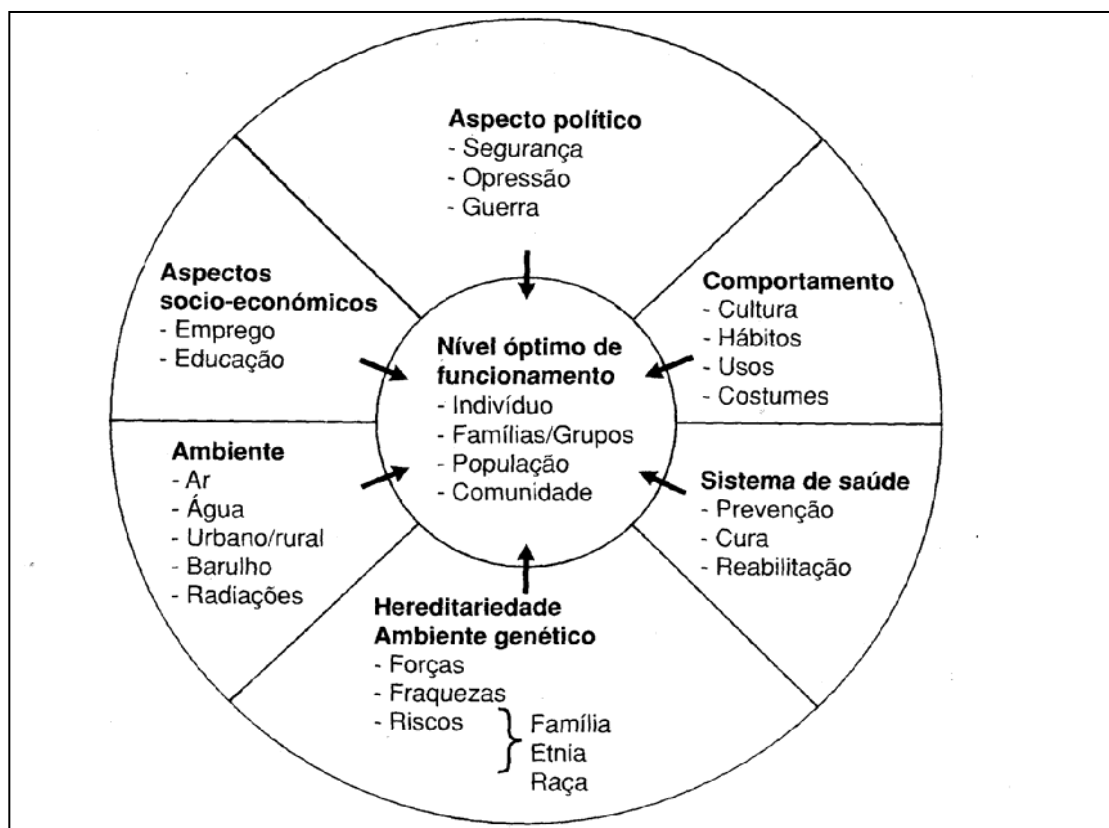 Aspecto político
- Segurança
- Opressão
- Guerra
Aspectos
socio-económicos
- Emprego
- Educação
Comportamento
- Cultura
- Hábitos
- Usos
- Costumes
Nível óptimo de
funcionamento
- Indivíduo
- Famílias/Grupos
- População
- Comunidade
Ambiente
- Ar
- Água
- Urbano/rural
- Barulho
- Radiações
Sistema de saúde
- Prevenção
- Cura
- Reabilitação
Hereditariedade
Ambiente genético
- Forças
- Fraquezas
- Riscos
Família
Etnia
Raça